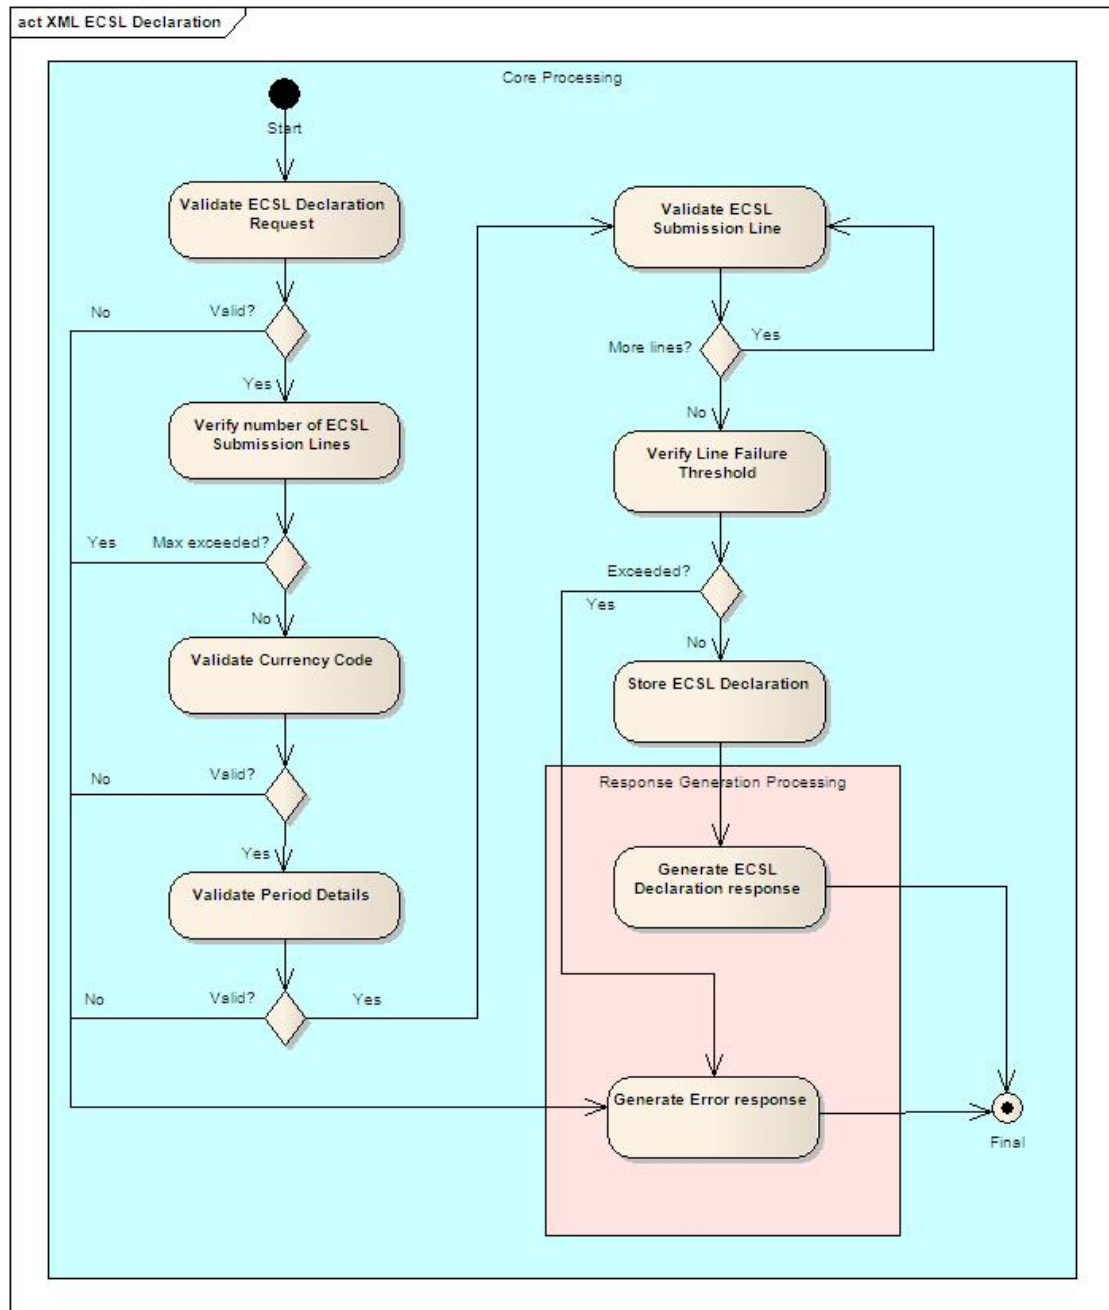 act XML ECSL Declaration
Core Processing
Start
Validate ECSL Declaration
Request
No
Valid?
Yes
Verify number of ECSL
Submission Lines
Yes
Max exceeded?
No
Validate Currency Code
No
Valid?
Yes
Validate Period Details
No
Valid?
Yes
Validate ECSL
Submission Line
More lines?
Yes
No
Verify Line Failure
Threshold
Exceeded?
Yes
No
Store ECSL Declaration
Response Generation Processing
Generate ECSL
Declaration response
Generate Error response
Final